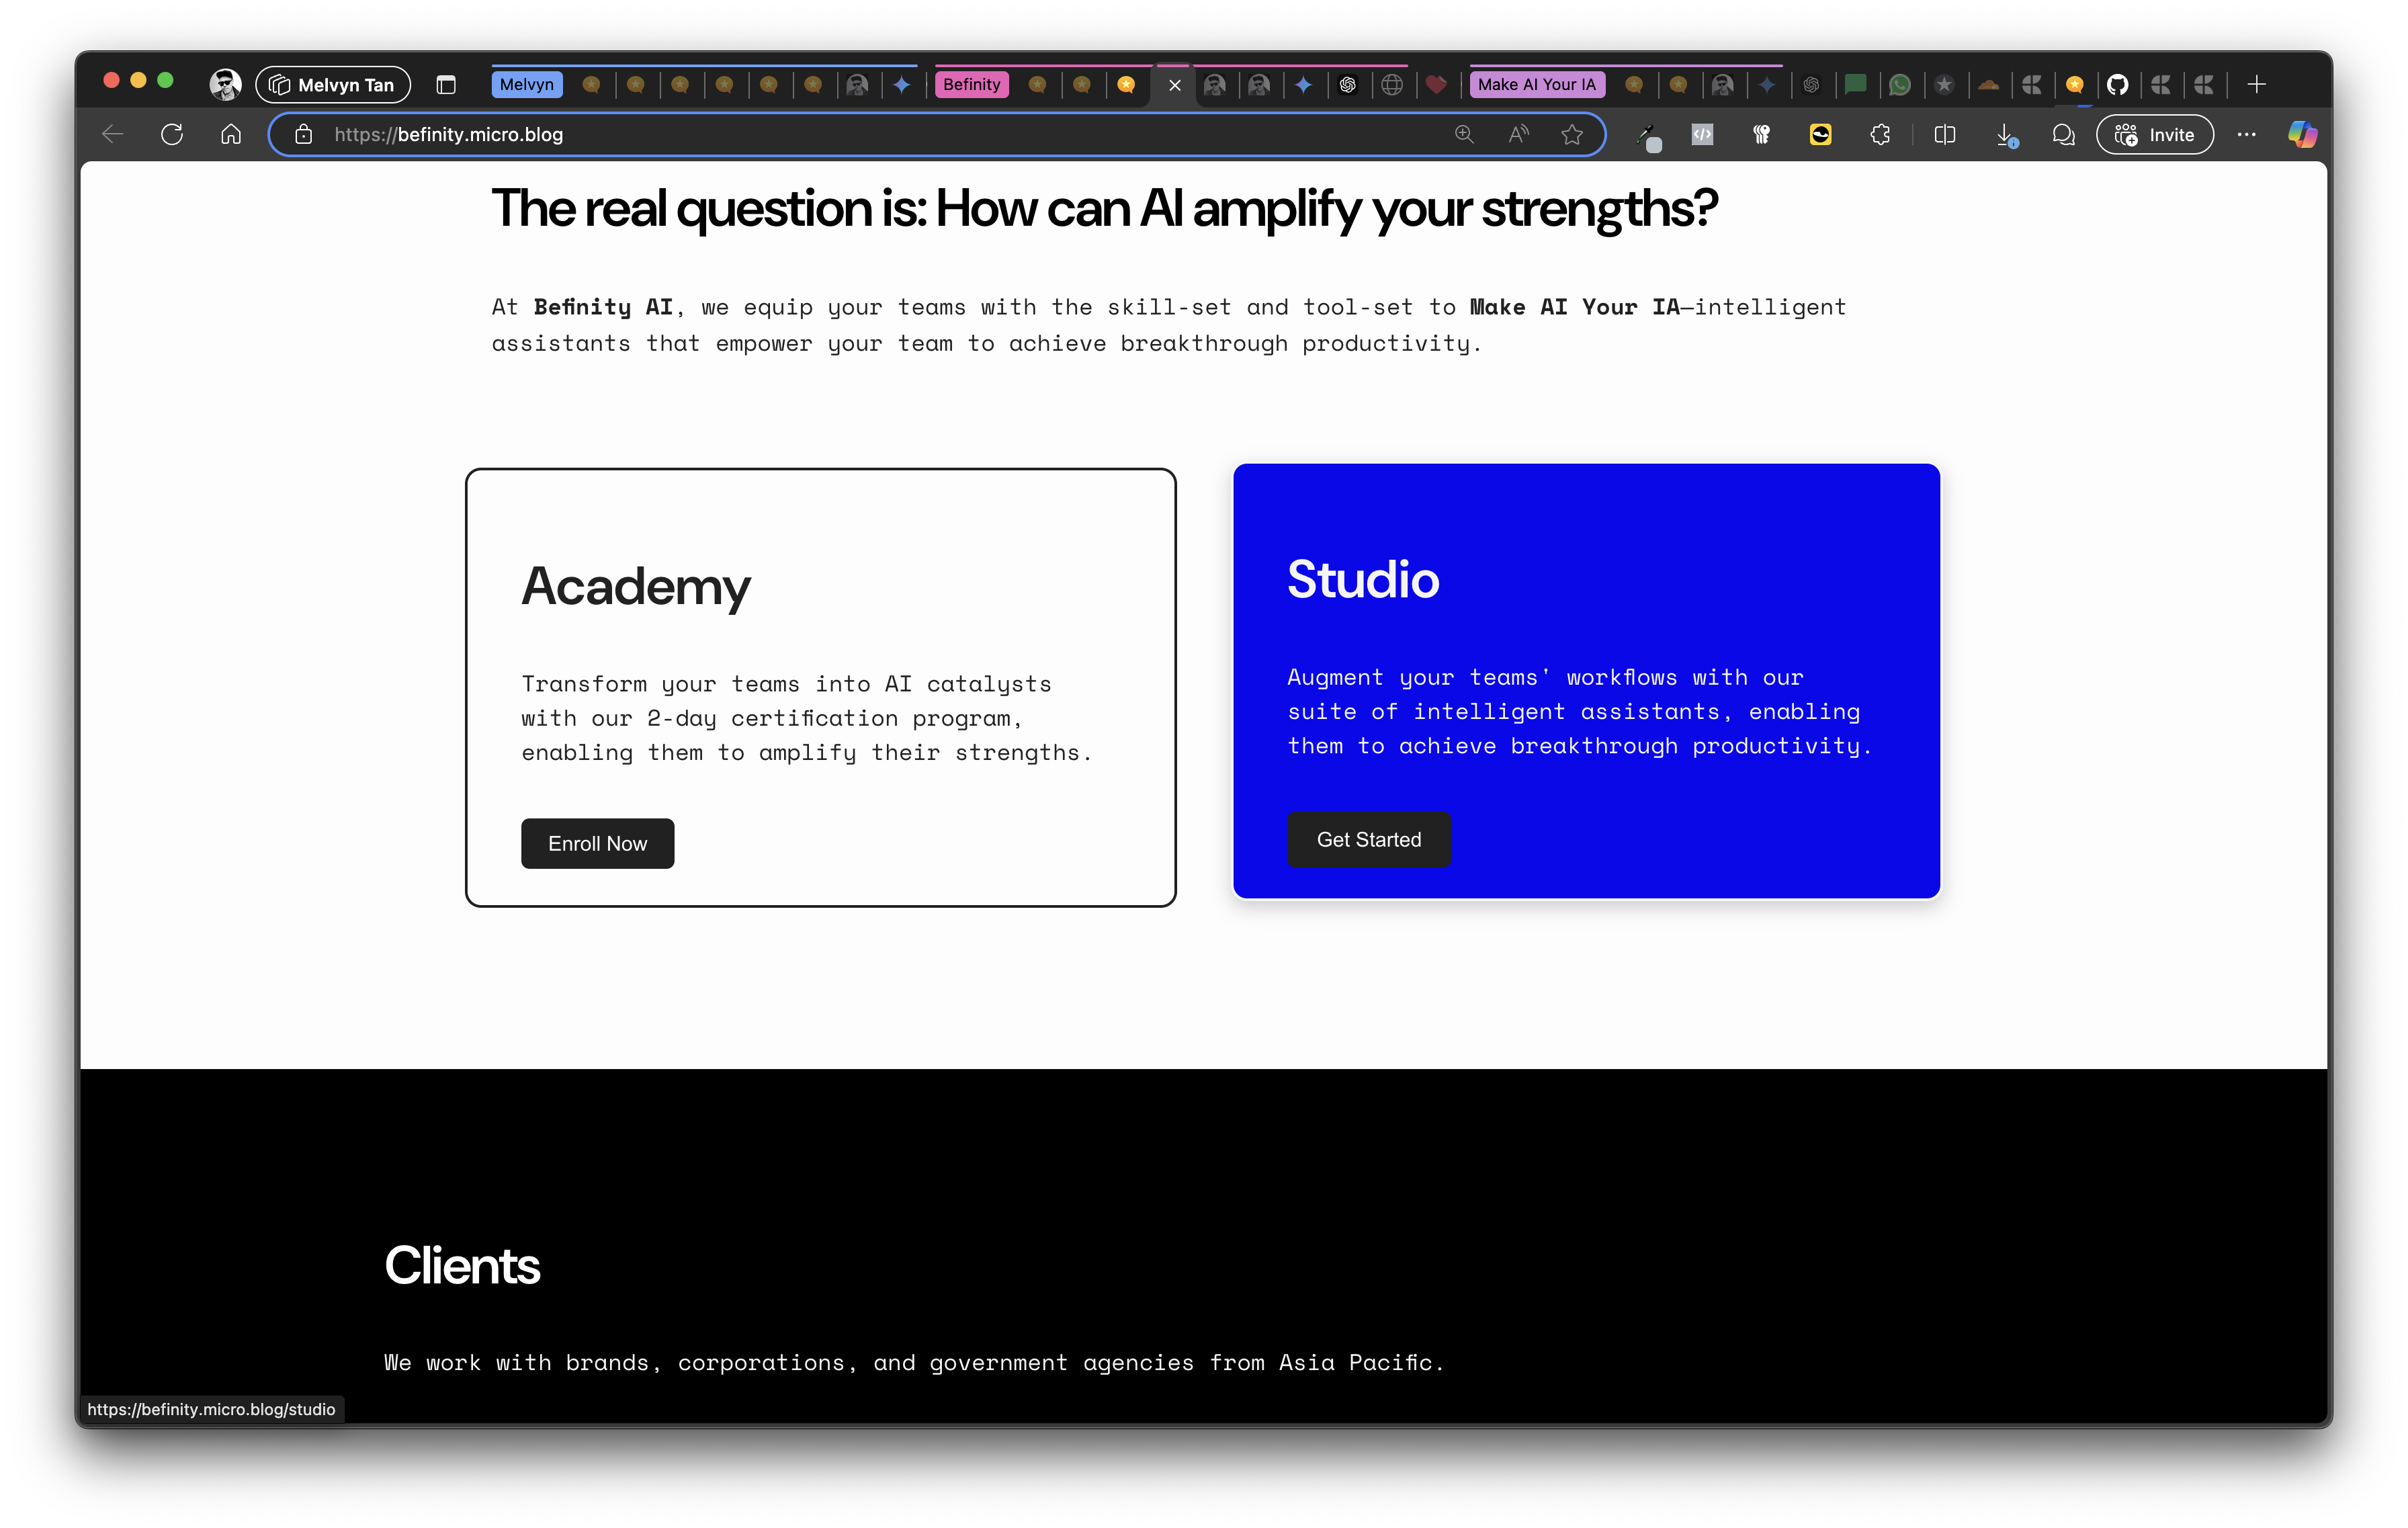 Melvyn Tan
Melvyn
Befinity
Make AI Your IA
https://befinity.micro.blog
Invite
The real question is: How can AI amplify your strengths?
At Befinity AI, we equip your teams with the skill-set and tool-set to Make AI Your IA—intelligent
assistants that empower your team to achieve breakthrough productivity.
Academy
Transform your teams into AI catalysts
with our 2-day certification program,
enabling them to amplify their strengths.
Enroll Now
Studio
Augment your teams' workflows with our
suite of intelligent assistants, enabling
them to achieve breakthrough productivity.
Get Started
Clients
We work with brands, corporations, and government agencies from Asia Pacific.
https://befinity.micro.blog/studio